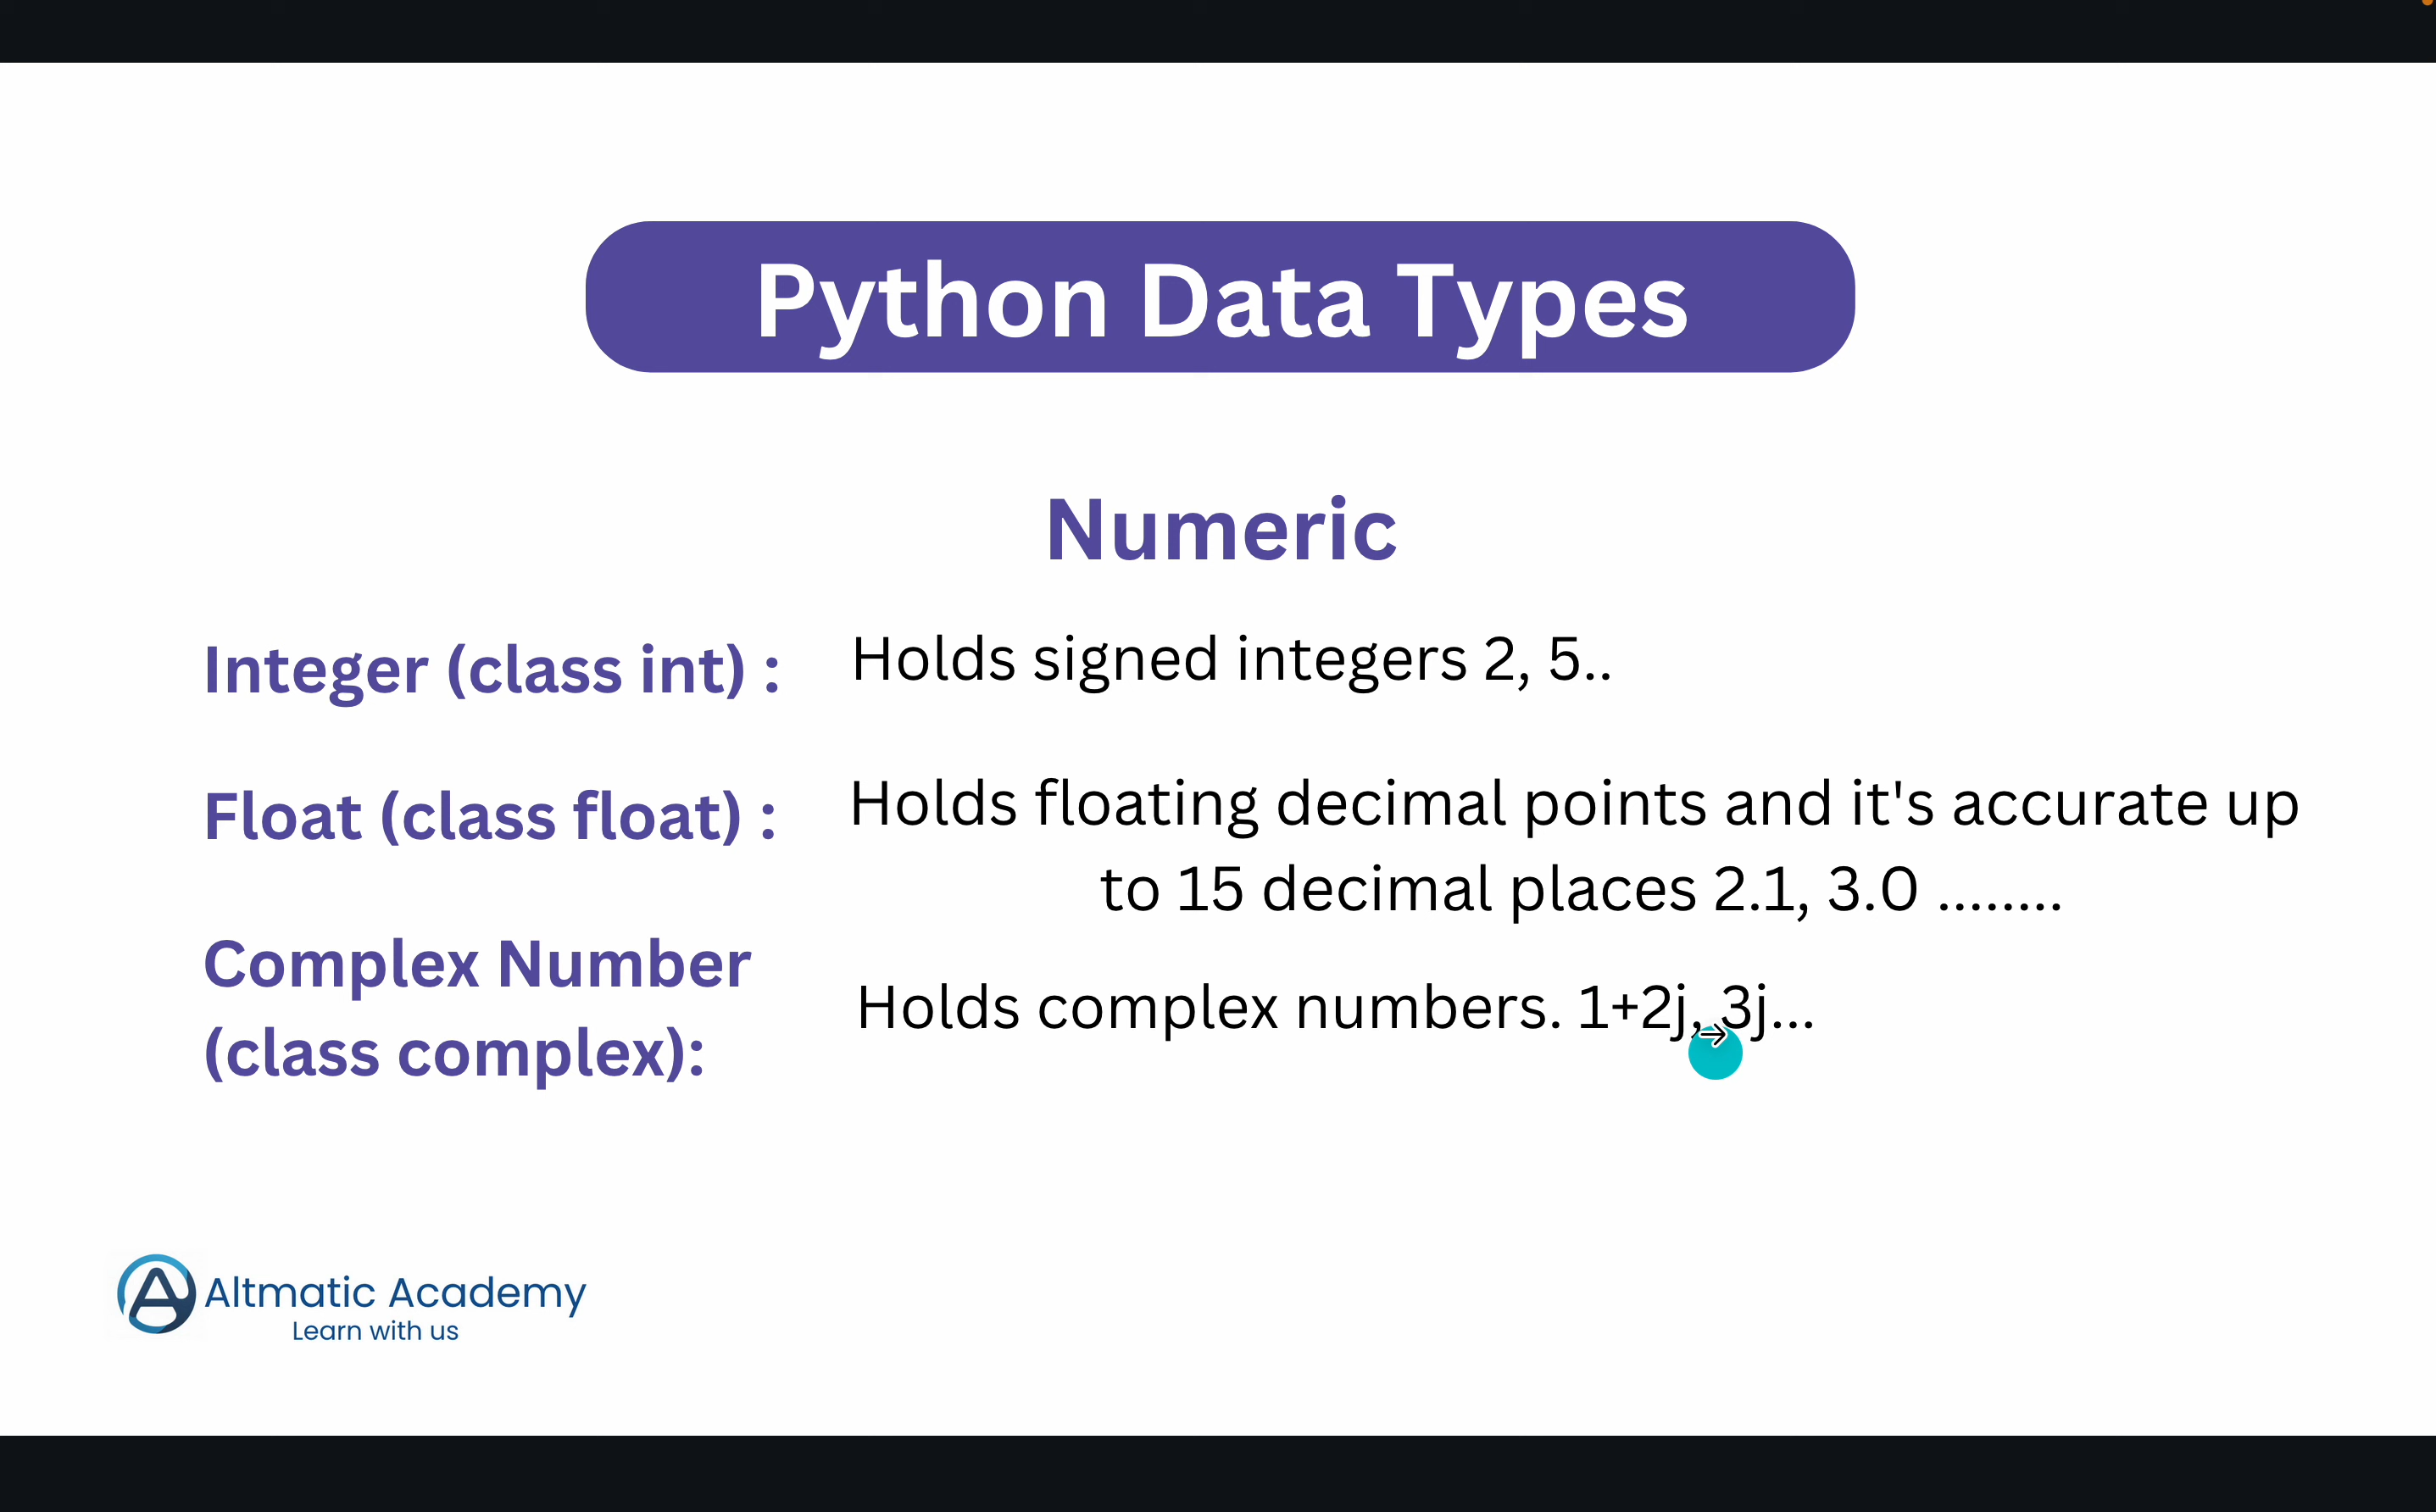 Python Data Types
Numeric
Integer (class int) :
Holds signed integers 2, 5..
Float (class float) :
Holds floating decimal points and it's accurate up
to 15 decimal places 2.1, 3.0 ........
Complex Number
(class complex):
Holds complex numbers. 1+2j, 3j...
Altmatic Academy
Learn with us